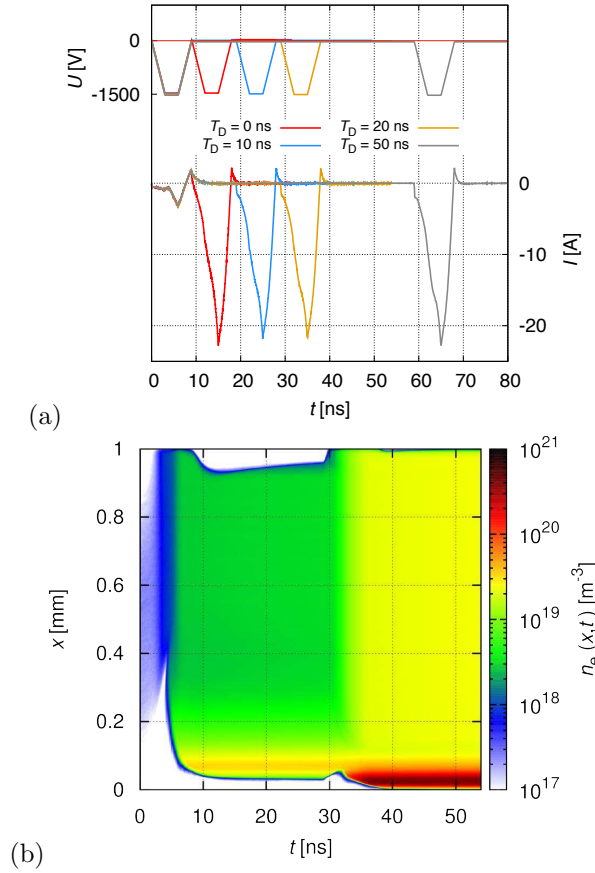 0
-1500
U [V]
T_D = 0 ns
T_D = 20 ns
T_D = 10 ns
T_D = 50 ns
0
-10
-20
I [A]
0 10 20 30 40 50 60 70 80
t [ns]
(a)
1
0.8
0.6
0.4
0.2
0
x [mm]
10^21
10^20
10^19
10^18
10^17
n_e (x,t) [m^-3]
0 10 20 30 40 50
t [ns]
(b)